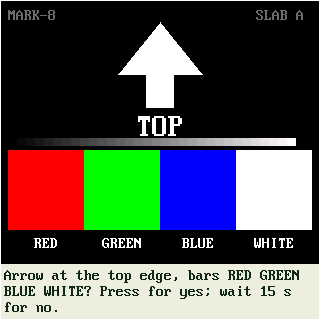 MARK-8 SLAB A
TOP
RED GREEN BLUE WHITE
Arrow at the top edge, bars RED GREEN
BLUE WHITE? Press for yes; wait 15 s
for no.